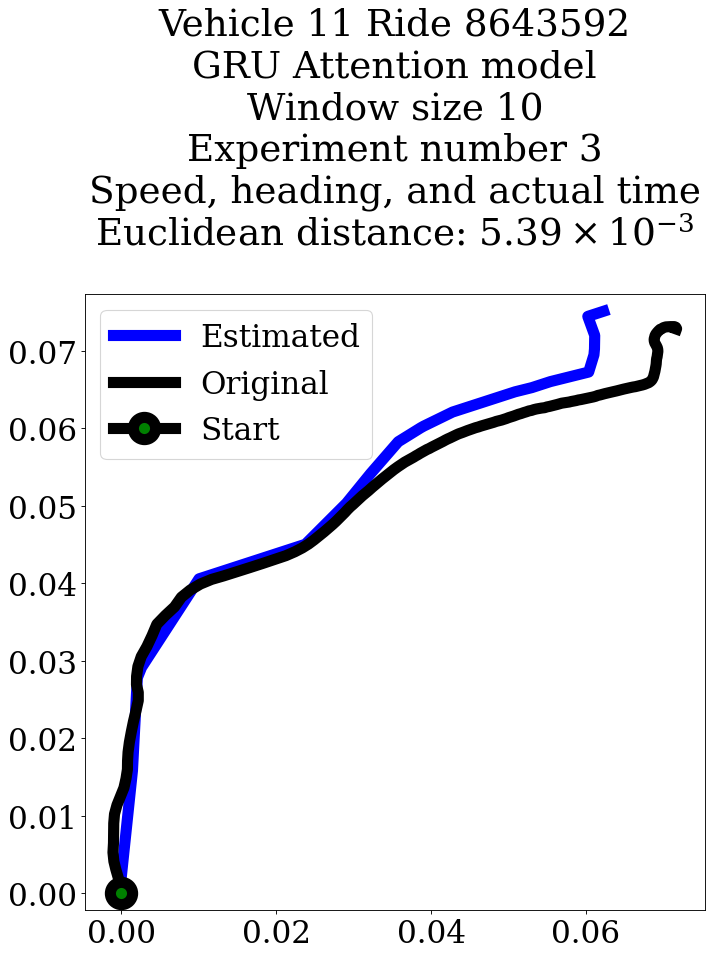 Vehicle 11 Ride 8643592
GRU Attention model
Window size 10
Experiment number 3
Speed, heading, and actual time
Euclidean distance: 5.39 × 10⁻³
Estimated
Original
Start
0.07
0.06
0.05
0.04
0.03
0.02
0.01
0.00
0.00 0.02 0.04 0.06